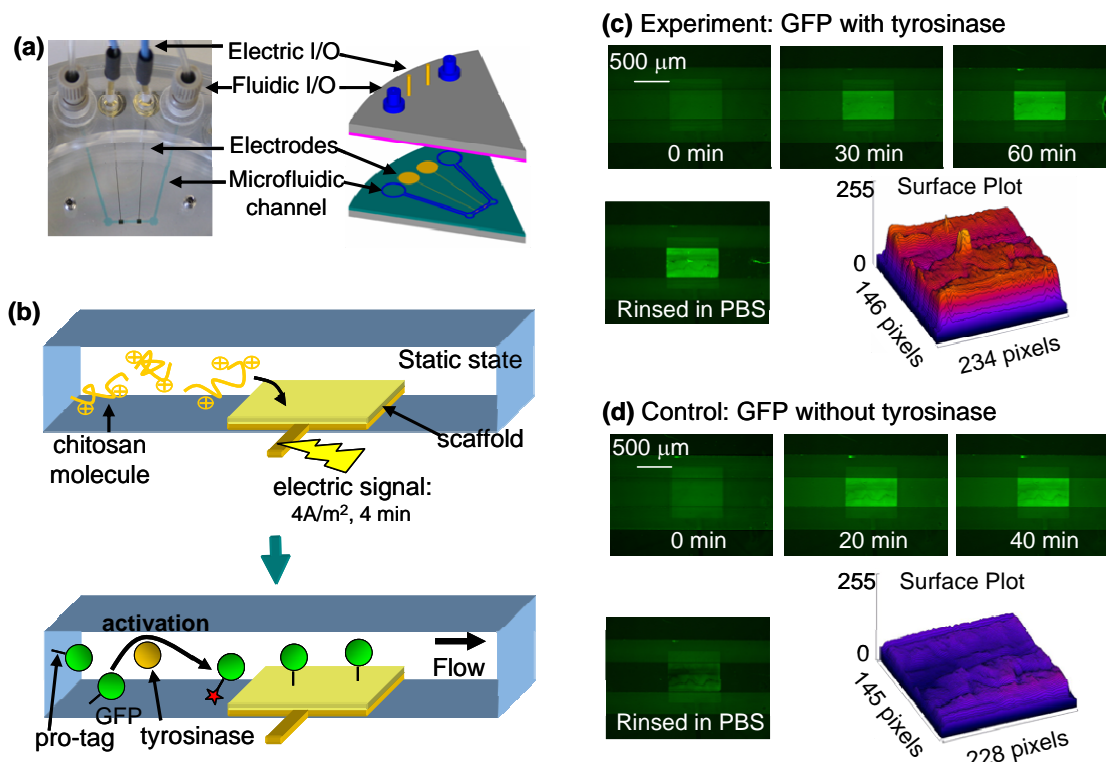 (a)
Electric I/O
Fluidic I/O
Electrodes
Microfluidic
channel
(b)
Static state
chitosan
molecule
scaffold
electric signal:
4A/m², 4 min
activation
Flow
GFP
pro-tag
tyrosinase
(c) Experiment: GFP with tyrosinase
500 μm
0 min
30 min
60 min
Rinsed in PBS
255
Surface Plot
0
146 pixels
234 pixels
(d) Control: GFP without tyrosinase
500 μm
0 min
20 min
40 min
Rinsed in PBS
255
Surface Plot
0
145 pixels
228 pixels